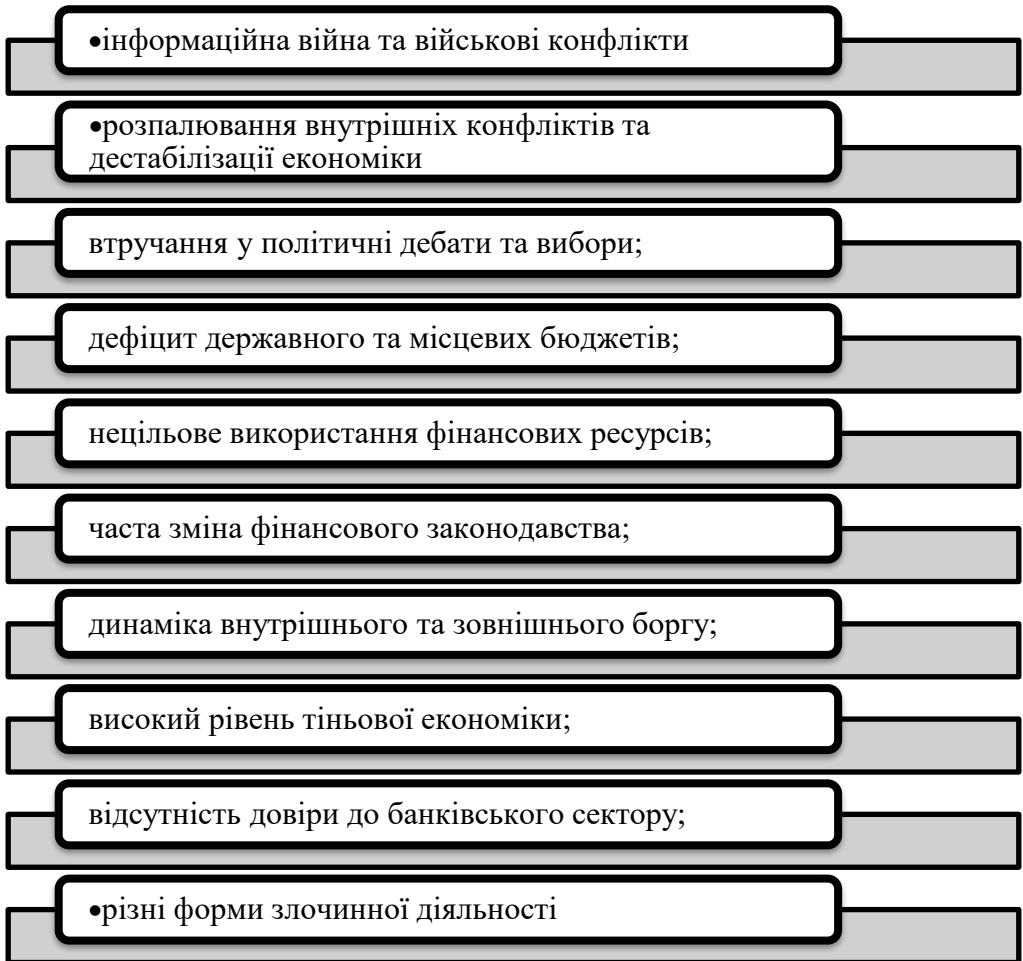 •інформаційна війна та військові конфлікти
•розпалювання внутрішніх конфліктів та
дестабілізації економіки
втручання у політичні дебати та вибори;
дефіцит державного та місцевих бюджетів;
нецільове використання фінансових ресурсів;
часта зміна фінансового законодавства;
динаміка внутрішнього та зовнішнього боргу;
високий рівень тіньової економіки;
відсутність довіри до банківського сектору;
•різні форми злочинної діяльності